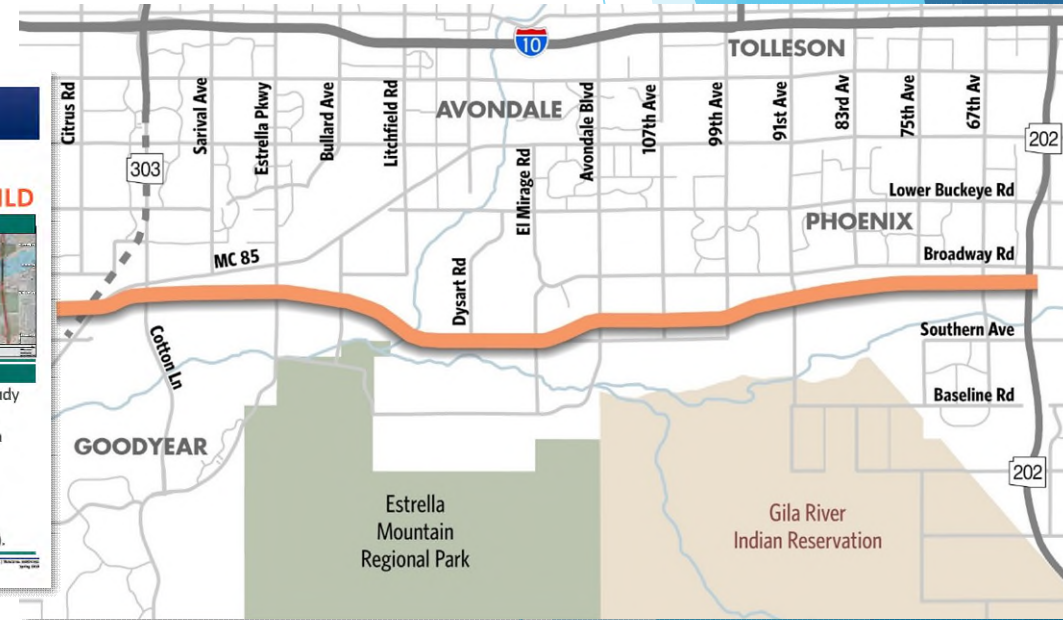 10
TOLLESON
Citrus Rd
Sarival Ave
Estrella Pkwy
Bullard Ave
Litchfield Rd
AVONDALE
Avondale Blvd
107th Ave
99th Ave
91st Ave
83rd Av
75th Ave
67th Av
303
202
El Mirage Rd
ILD
Lower Buckeye Rd
PHOENIX
MC 85
Broadway Rd
Dysart Rd
Cotton Ln
Southern Ave
Baseline Rd
GOODYEAR
202
Estrella
Mountain
Regional Park
Gila River
Indian Reservation